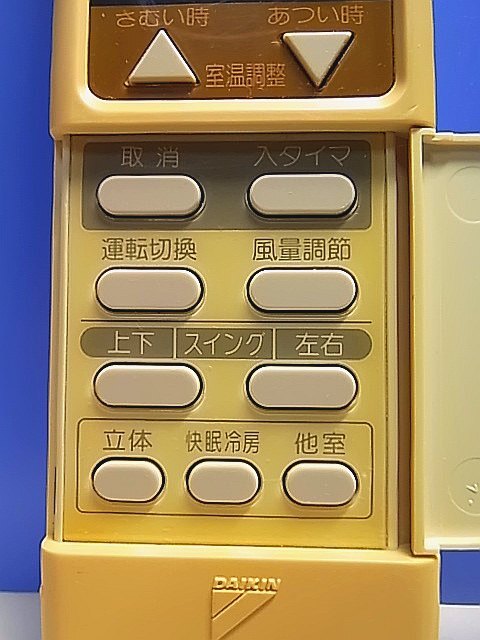 さむい時 あつい時
室温調整
取消 入タイマ
運転切換 風量調節
上下 スイング 左右
立体 快眠冷房 他室
DAIKIN